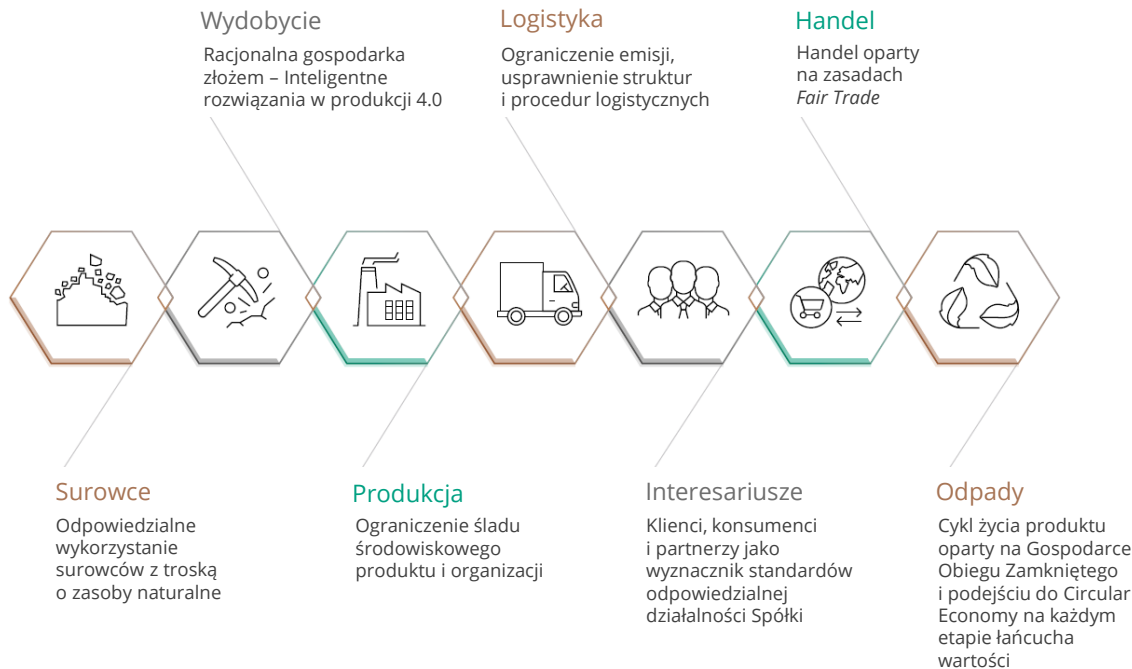 Wydobycie
Racjonalna gospodarka
złożem – Inteligentne
rozwiązania w produkcji 4.0
Logistyka
Ograniczenie emisji,
usprawnienie struktur
i procedur logistycznych
Handel
Handel oparty
na zasadach
Fair Trade
Surowce
Odpowiedzialne
wykorzystanie
surowców z troską
o zasoby naturalne
Produkcja
Ograniczenie śladu
środowiskowego
produktu i organizacji
Interesariusze
Klienci, konsumenci
i partnerzy jako
wyznacznik standardów
odpowiedzialnej
działalności Spółki
Odpady
Cykl życia produktu
oparty na Gospodarce
Obiegu Zamkniętego
i podejściu do Circular
Economy na każdym
etapie łańcucha
wartości